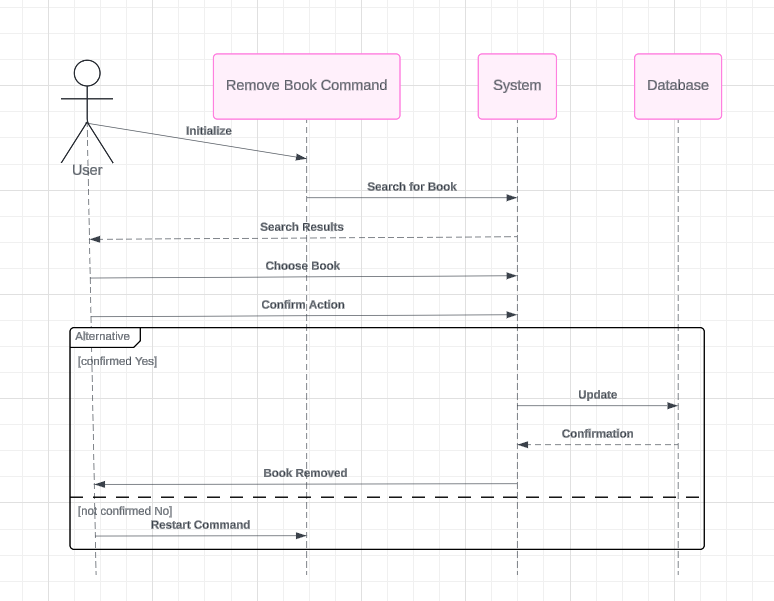 Remove Book Command
System
Database
User
Initialize
Search for Book
Search Results
Choose Book
Confirm Action
Alternative
[confirmed Yes]
Update
Confirmation
Book Removed
[not confirmed No]
Restart Command